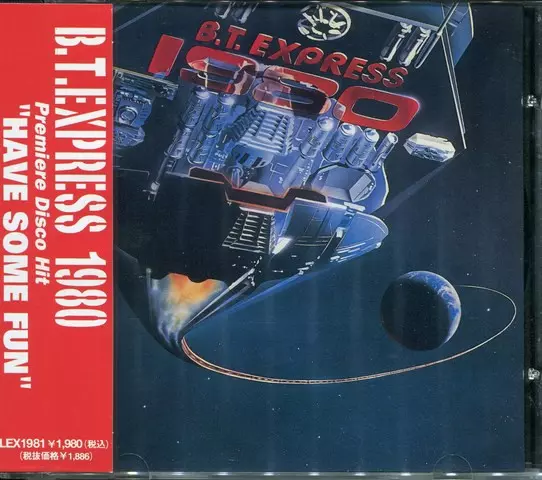 B.T.EXPRESS 1980
Premiere Disco Hit
"HAVE SOME FUN"
LEX1981 ¥1,980(税込)
(税抜価格¥1,886)
B.T. EXPRESS
1980